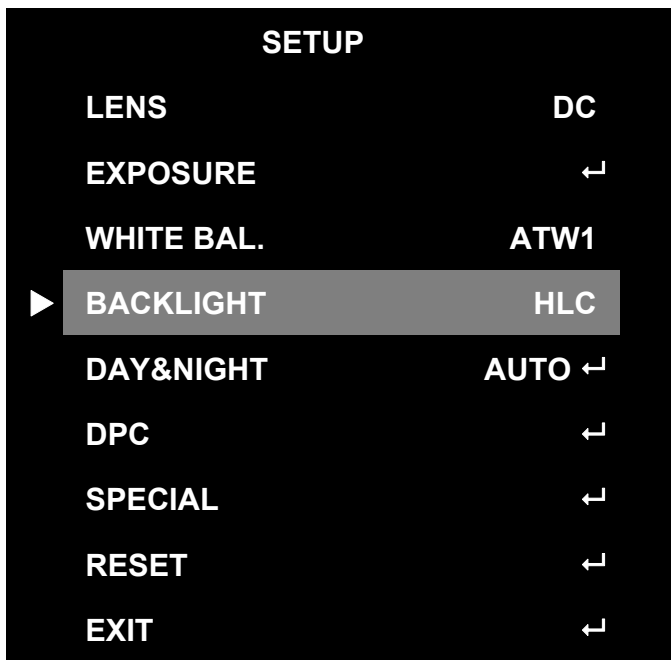 SETUP
LENS DC
EXPOSURE ↵
WHITE BAL. ATW1
BACKLIGHT HLC
DAY&NIGHT AUTO ↵
DPC ↵
SPECIAL ↵
RESET ↵
EXIT ↵